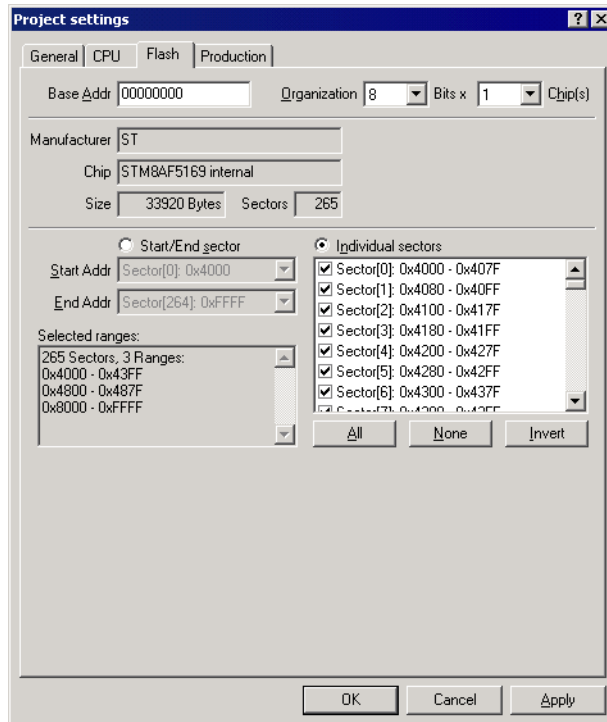 Project settings
General CPU Flash Production
Base Addr 00000000 Organization 8 Bits x 1 Chip(s)
Manufacturer ST
Chip STM8AF5169 internal
Size 33920 Bytes Sectors 265
Start/End sector
Start Addr Sector[0]: 0x4000
End Addr Sector[264]: 0xFFFF
Selected ranges:
265 Sectors, 3 Ranges:
0x4000 - 0x43FF
0x4800 - 0x487F
0x8000 - 0xFFFF
Individual sectors
Sector[0]: 0x4000 - 0x407F
Sector[1]: 0x4080 - 0x40FF
Sector[2]: 0x4100 - 0x417F
Sector[3]: 0x4180 - 0x41FF
Sector[4]: 0x4200 - 0x427F
Sector[5]: 0x4280 - 0x42FF
Sector[6]: 0x4300 - 0x437F
All None Invert
OK Cancel Apply